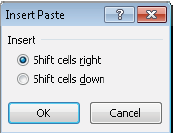 Insert Paste
Insert
Shift cells right
Shift cells down
OK Cancel